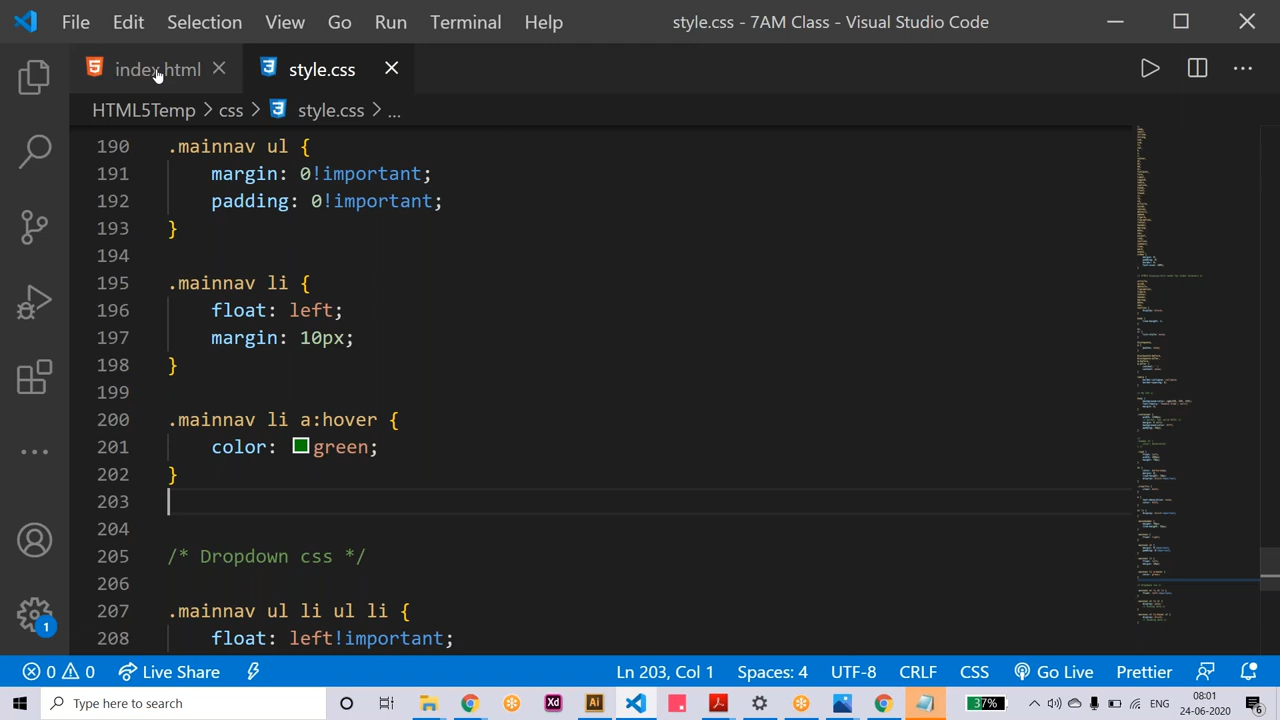 File Edit Selection View Go Run Terminal Help style.css - 7AM Class - Visual Studio Code
index.html style.css
HTML5Temp > css > style.css > ...
190 .mainnav ul {
191 margin: 0!important;
192 padding: 0!important;
193 }
194
195 .mainnav li {
196 float: left;
197 margin: 10px;
198 }
199
200 .mainnav li a:hover {
201 color: green;
202 }
203
204
205 /* Dropdown css */
206
207 .mainnav ul li ul li {
208 float: left!important;
1
0 0 Live Share Ln 203, Col 1 Spaces: 4 UTF-8 CRLF CSS Go Live Prettier
Type here to search Xd Ai 37% ENG 08:01
24-06-2020 6